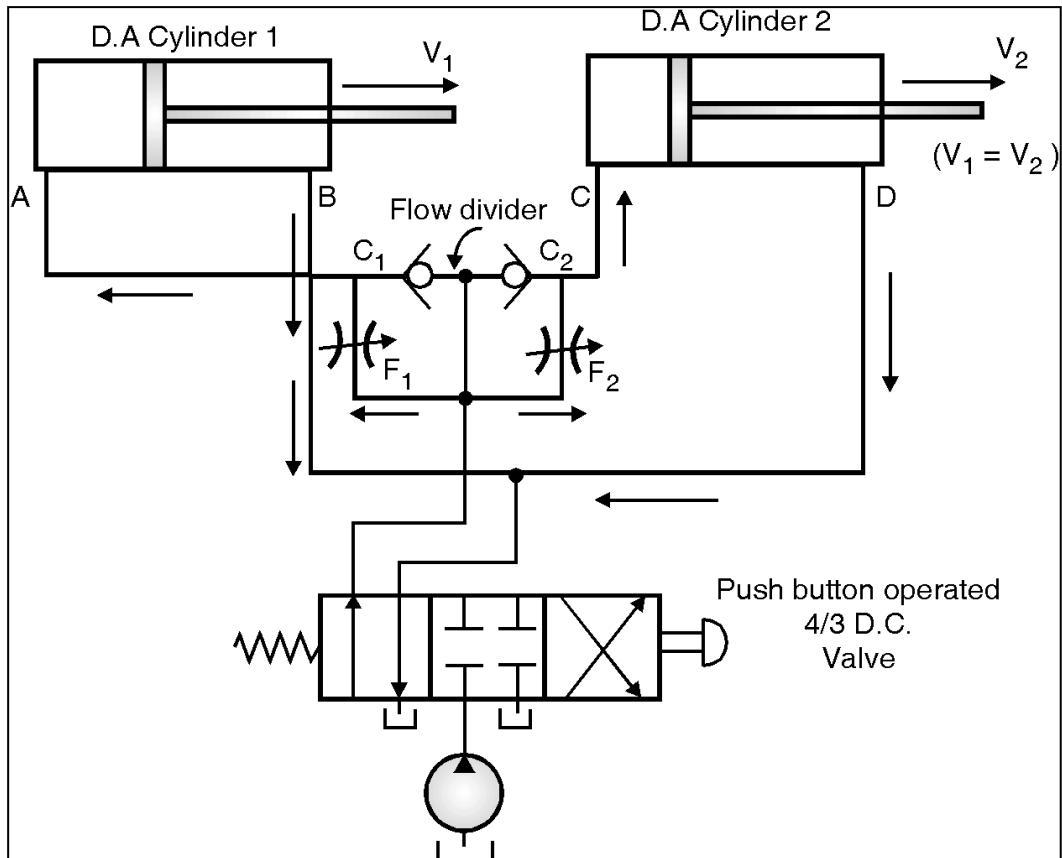 D.A Cylinder 1
D.A Cylinder 2
V1
V2
(V1 = V2)
A
B
C
D
Flow divider
C1
C2
F1
F2
Push button operated
4/3 D.C.
Valve